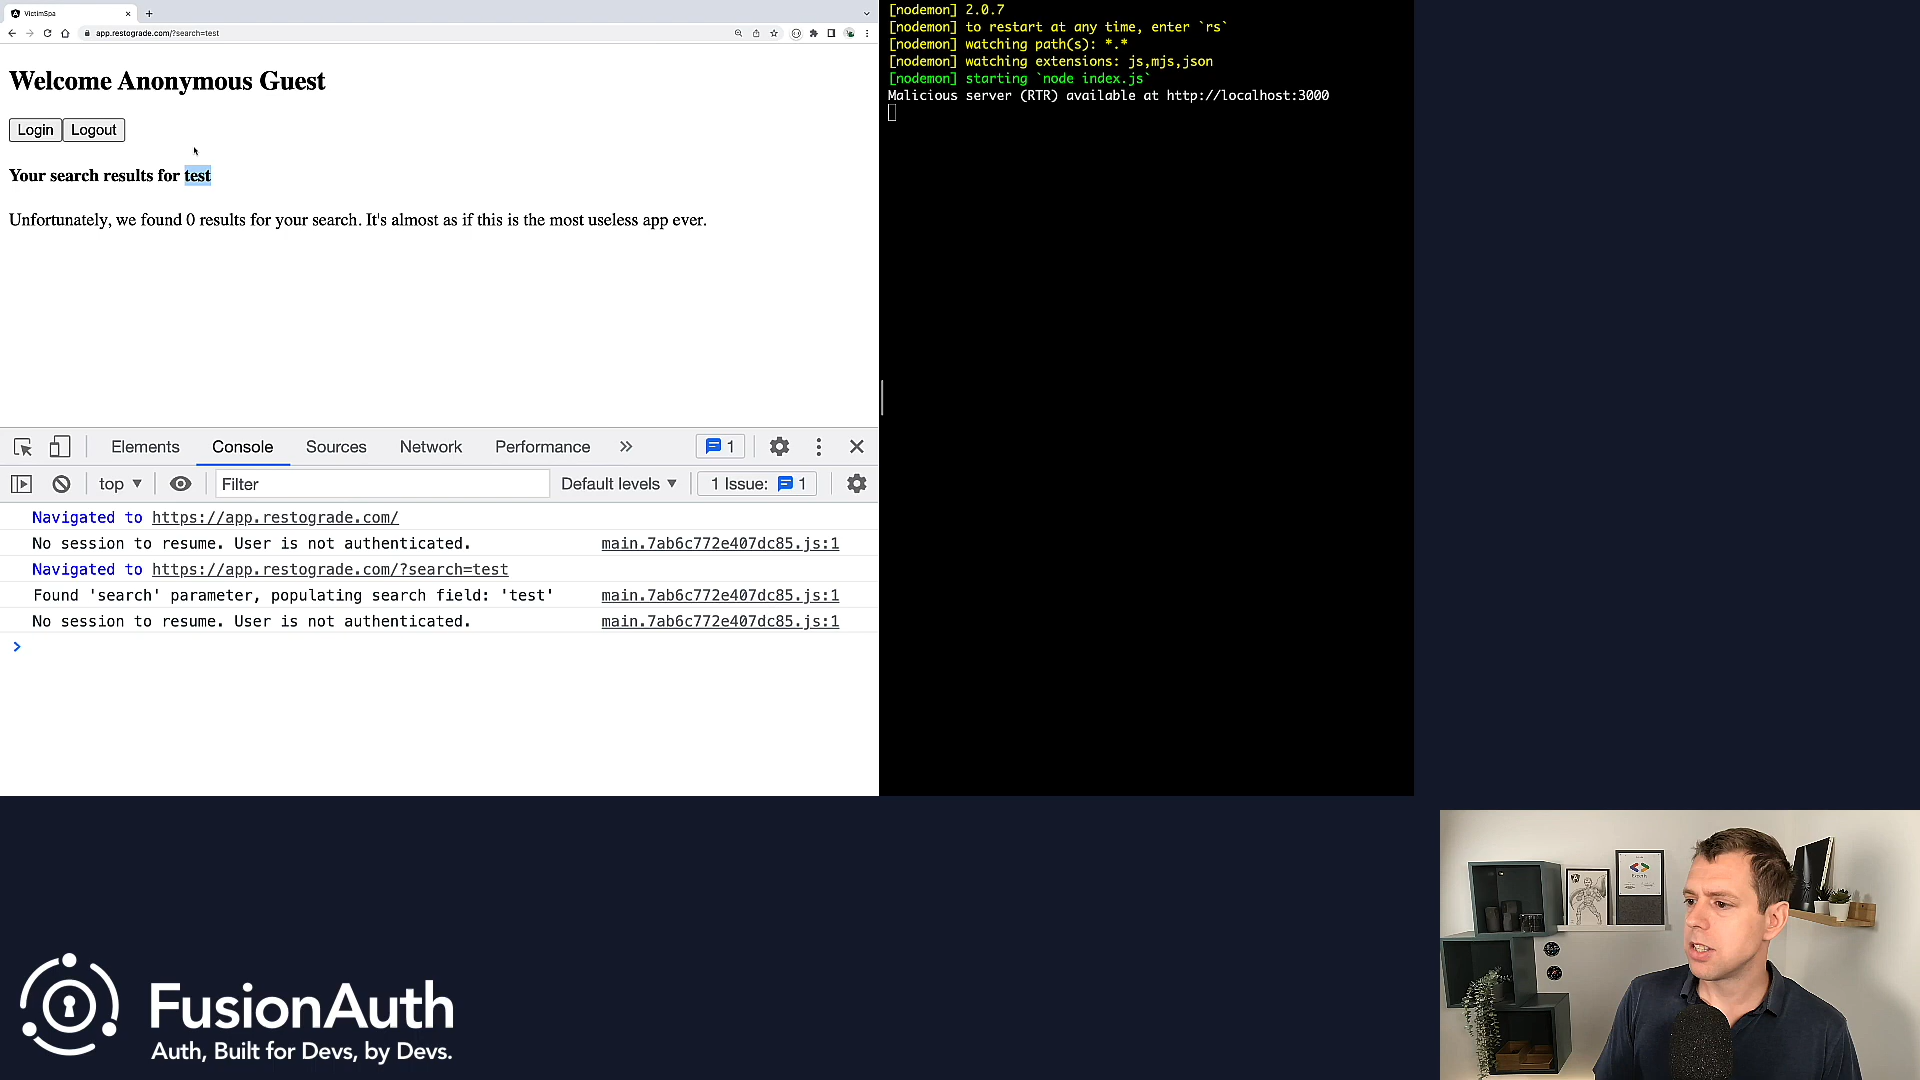 VictimSpa
app.restograde.com/?search=test
Welcome Anonymous Guest
Login Logout
Your search results for test
Unfortunately, we found 0 results for your search. It's almost as if this is the most useless app ever.
Elements Console Sources Network Performance 1
top Filter Default levels 1 Issue: 1
Navigated to https://app.restograde.com/
No session to resume. User is not authenticated. main.7ab6c772e407dc85.js:1
Navigated to https://app.restograde.com/?search=test
Found 'search' parameter, populating search field: 'test' main.7ab6c772e407dc85.js:1
No session to resume. User is not authenticated. main.7ab6c772e407dc85.js:1
>
[nodemon] 2.0.7
[nodemon] to restart at any time, enter `rs`
[nodemon] watching path(s): *.*
[nodemon] watching extensions: js,mjs,json
[nodemon] starting `node index.js`
Malicious server (RTR) available at http://localhost:3000
Experts
FusionAuth
Auth, Built for Devs, by Devs.